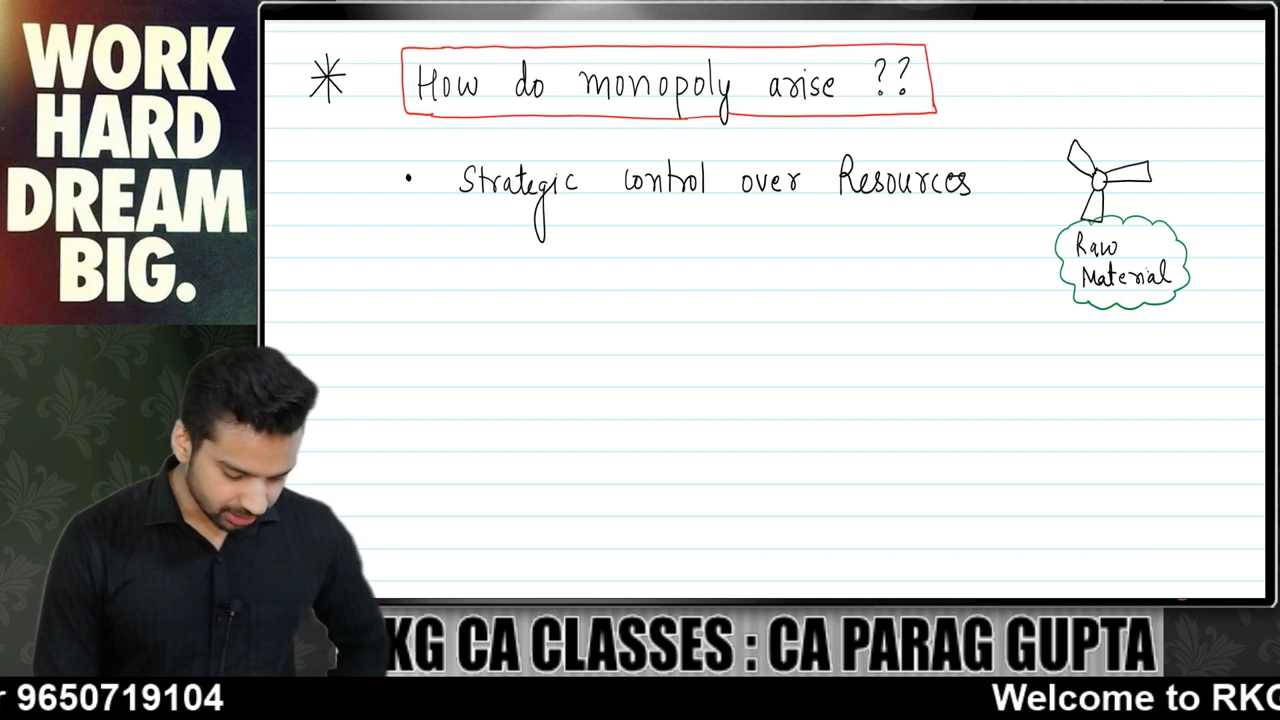 WORK
HARD
DREAM
BIG.
* How do monopoly arise ??
• Strategic control over Resources
Raw
Material
KG CA CLASSES : CA PARAG GUPTA
r 9650719104
Welcome to RKG